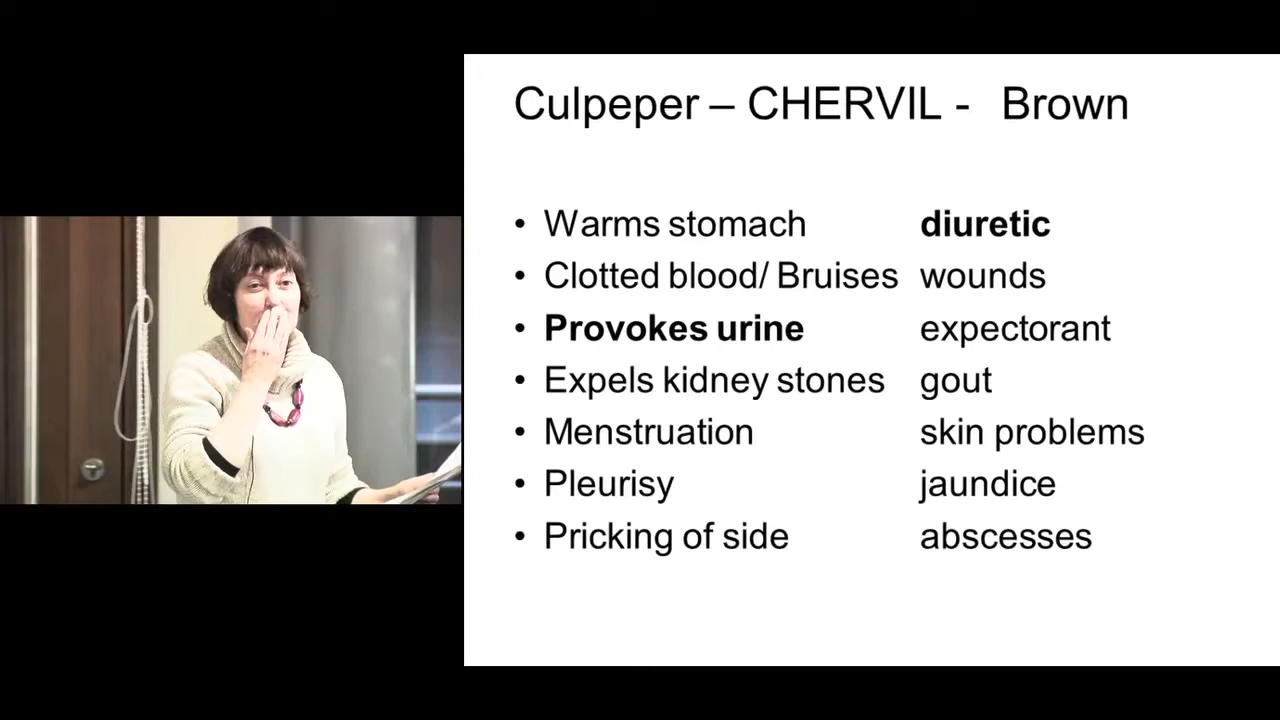 Culpeper – CHERVIL - Brown
• Warms stomach diuretic
• Clotted blood/ Bruises wounds
• Provokes urine expectorant
• Expels kidney stones gout
• Menstruation skin problems
• Pleurisy jaundice
• Pricking of side abscesses